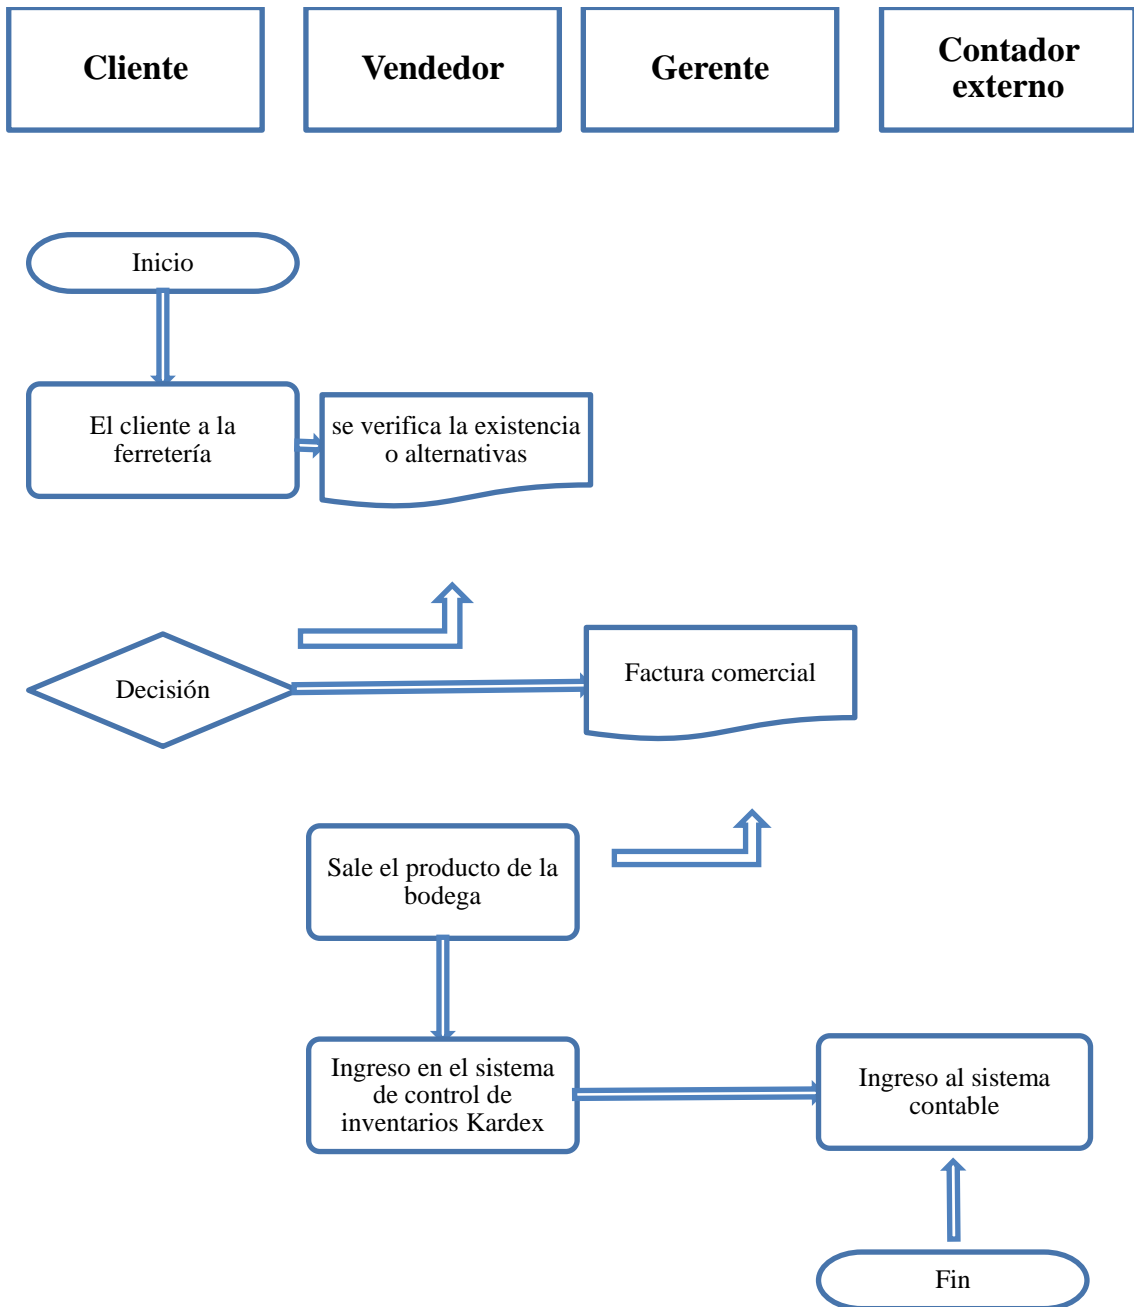 Cliente
Vendedor
Gerente
Contador
externo
Inicio
El cliente a la
ferretería
se verifica la existencia
o alternativas
Decisión
Factura comercial
Sale el producto de la
bodega
Ingreso en el sistema
de control de
inventarios Kardex
Ingreso al sistema
contable
Fin